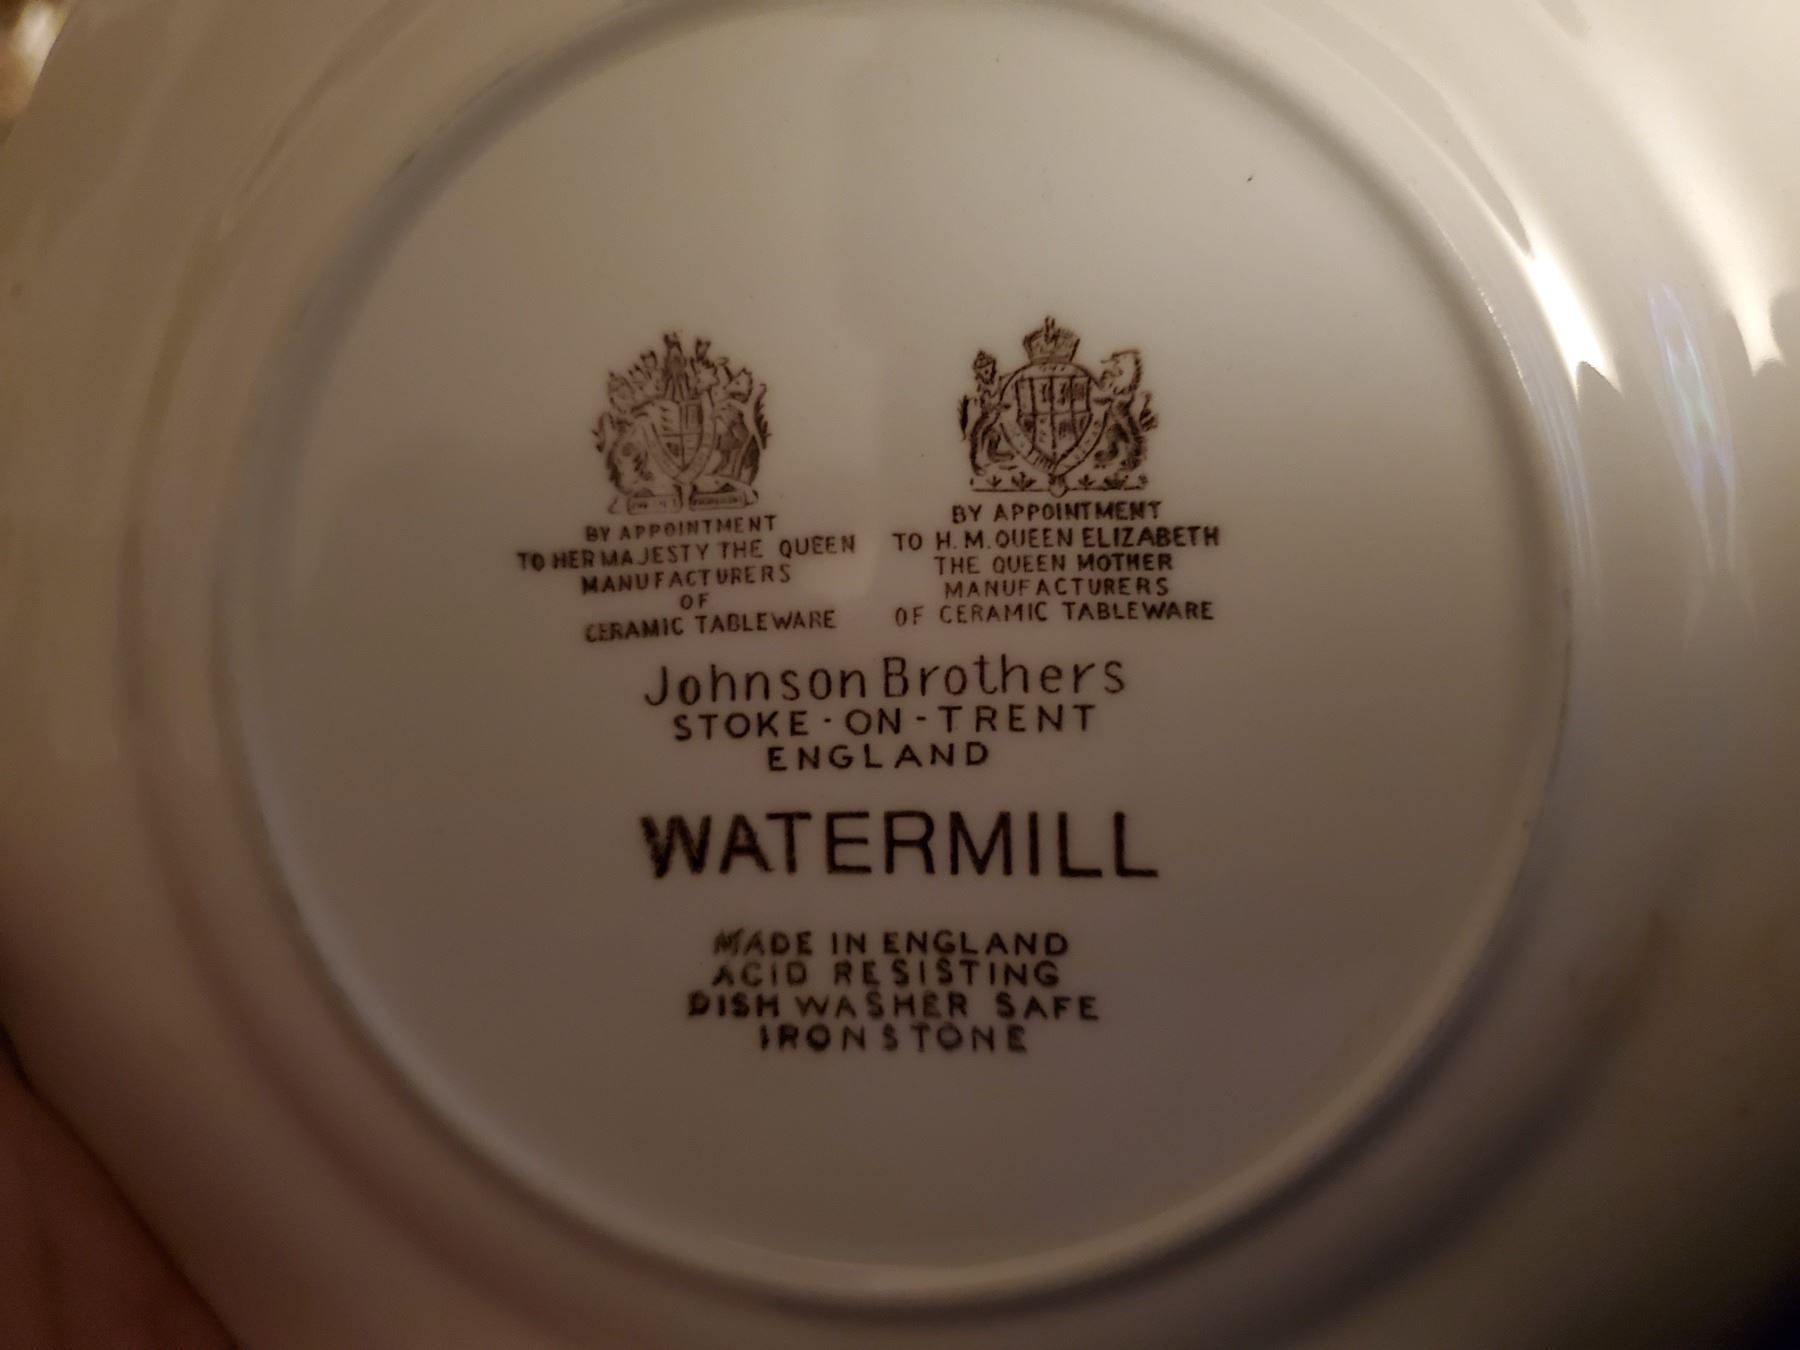 BY APPOINTMENT
TO HER MAJESTY THE QUEEN
MANUFACTURERS
OF
CERAMIC TABLEWARE
BY APPOINTMENT
TO H.M. QUEEN ELIZABETH
THE QUEEN MOTHER
MANUFACTURERS
OF CERAMIC TABLEWARE
Johnson Brothers
STOKE-ON-TRENT
ENGLAND
WATERMILL
MADE IN ENGLAND
ACID RESISTING
DISH WASHER SAFE
IRONSTONE